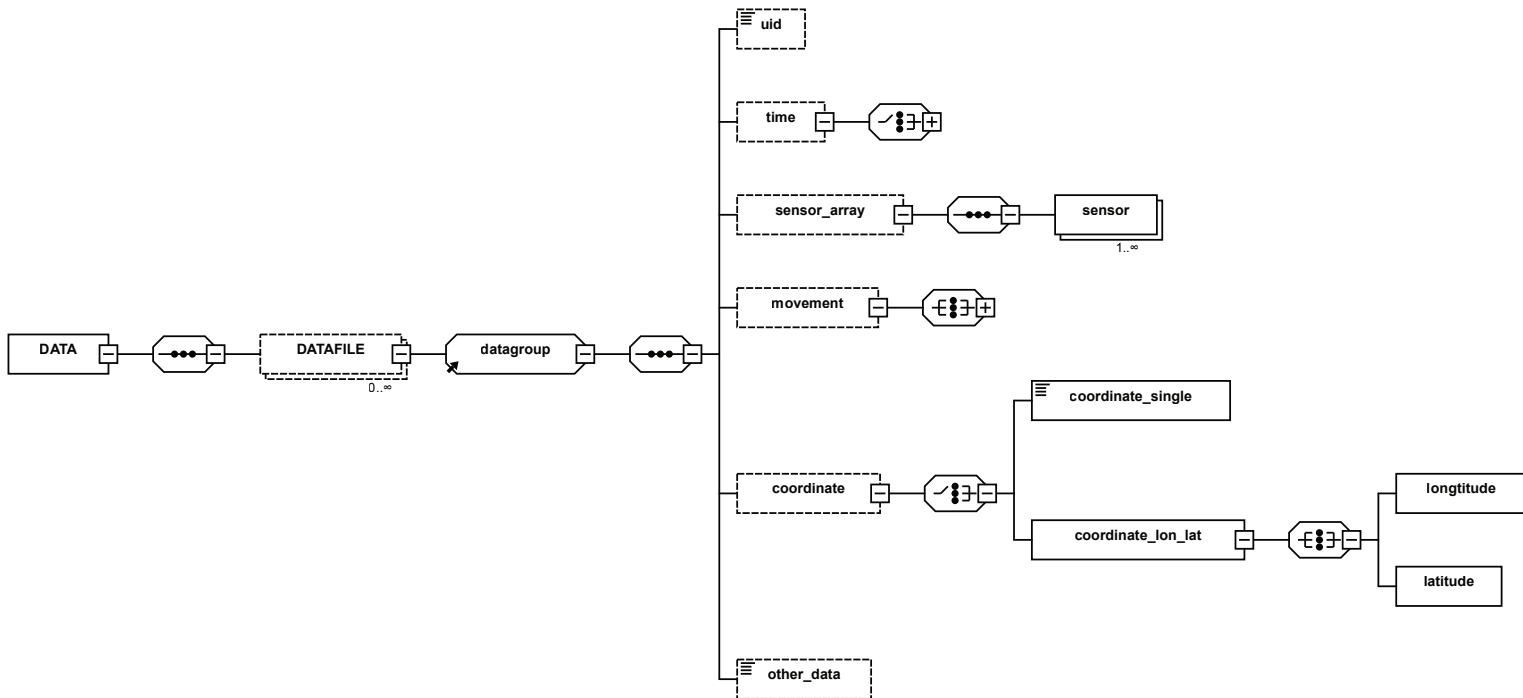 uid
time
sensor_array
sensor
1..∞
movement
DATA
DATAFILE
0..∞
datagroup
coordinate_single
coordinate
longtitude
coordinate_lon_lat
latitude
other_data